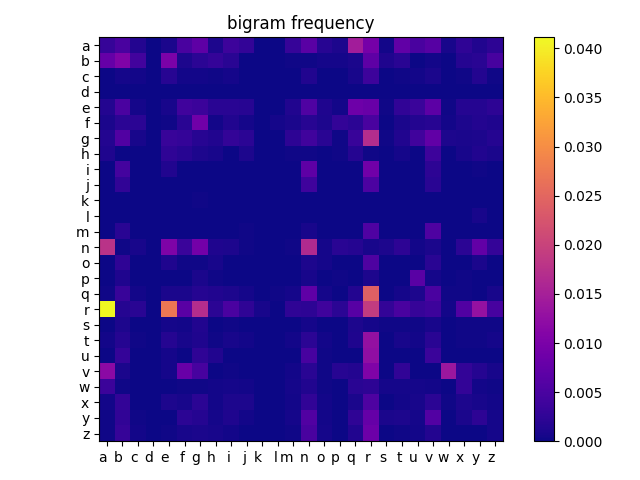 bigram frequency
a
b
c
d
e
f
g
h
i
j
k
l
m
n
o
p
q
r
s
t
u
v
w
x
y
z
a b c d e f g h i j k l m n o p q r s t u v w x y z
0.040
0.035
0.030
0.025
0.020
0.015
0.010
0.005
0.000